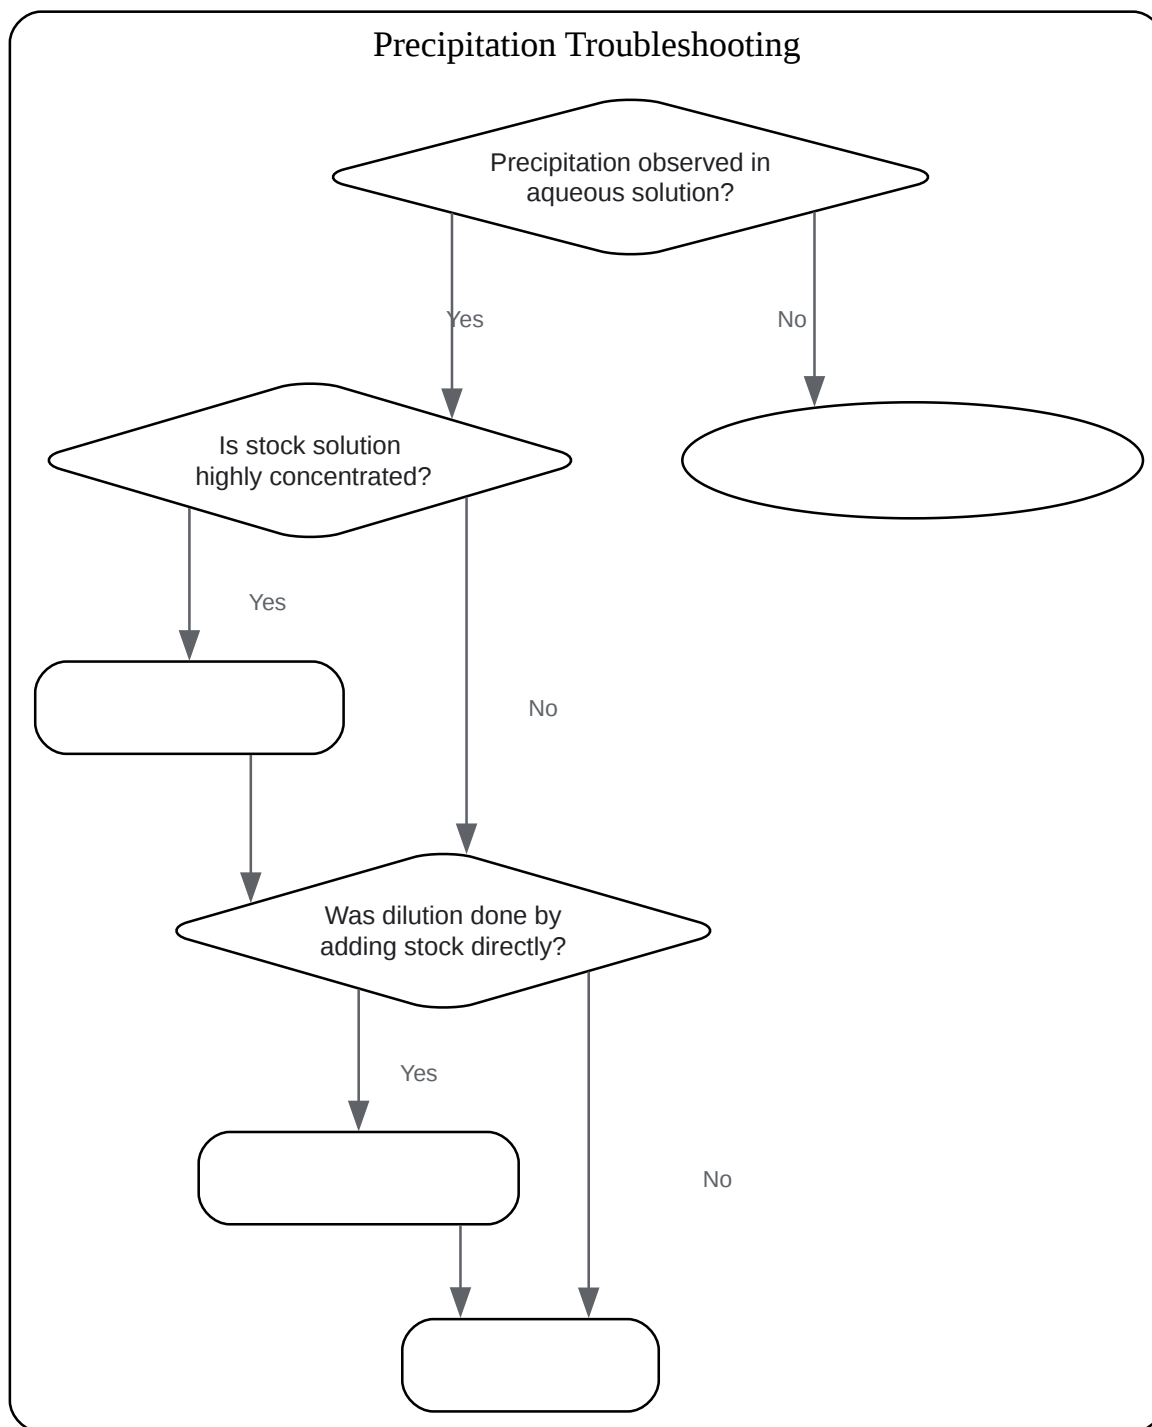 Precipitation Troubleshooting
Precipitation observed in
aqueous solution?
Yes
No
Is stock solution
highly concentrated?
Yes
No
Was dilution done by
adding stock directly?
Yes
No